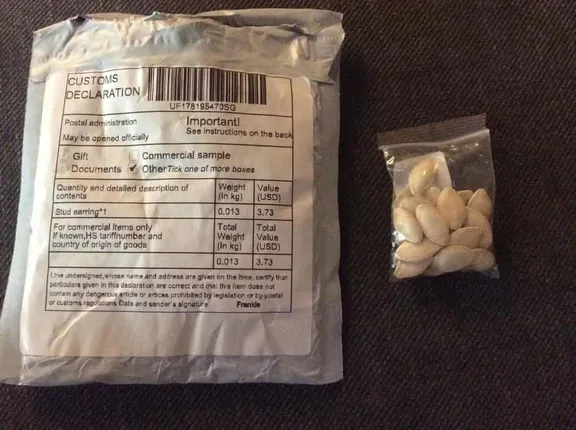 CUSTOMS
DECLARATION
UF178195470SG
Postal administration Important!
May be opened officially See instructions on the back
Gift Commercial sample
Documents ✓ Other Tick one of more boxes
Quantity and detailed description of contents Weight (In kg) Value (USD)
Stud earring*1 0.013 3.73
For commercial Items only
If known,HS tariffnumber and
country of origin of goods
Total Weight (In kg) Total Value (USD)
0.013 3.73
I,the undersigned,whose name and address are given on the Itme, certify that
particulars given in this declaration are correct and that this item dose not
contain any dangerous article or articles prohibited by legislation or by postal
or customs regulations Date and sender's signature Frankie